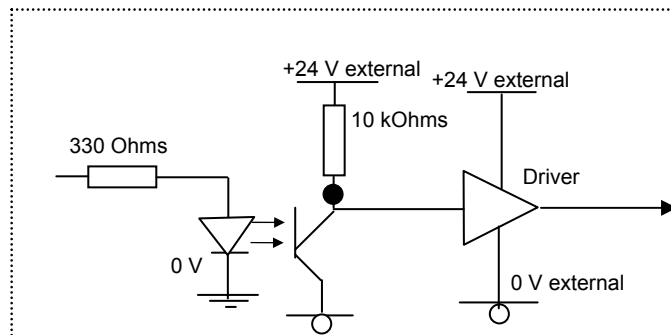 +24 V external
+24 V external
10 kOhms
330 Ohms
Driver
0 V
0 V external